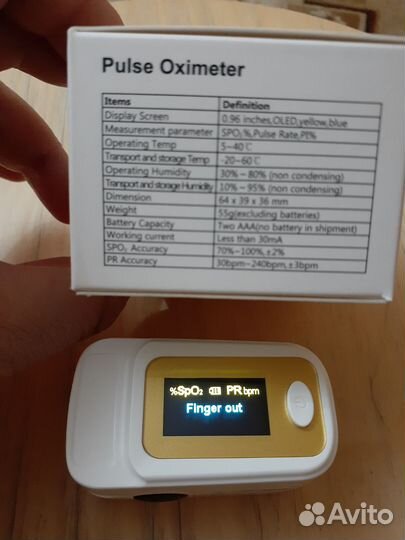 Pulse Oximeter
Items Definition
Display Screen 0.96 inches,OLED,yellow,blue
Measurement parameter SPO₂%,Pulse Rate,PI%
Operating Temp 5~40℃
Transport and storage Temp -20~60℃
Operating Humidity 30%~80% (non condensing)
Transport and storage Humidity 10%~95% (non condensing)
Dimension 64 x 39 x 36 mm
Weight 55g(excluding batteries)
Battery Capacity Two AAA(no battery in shipment)
Working current Less than 30mA
SPO₂ Accuracy 70%~100%,±2%
PR Accuracy 30bpm~240bpm,±3bpm
%SpO₂ PRbpm
Finger out
Avito